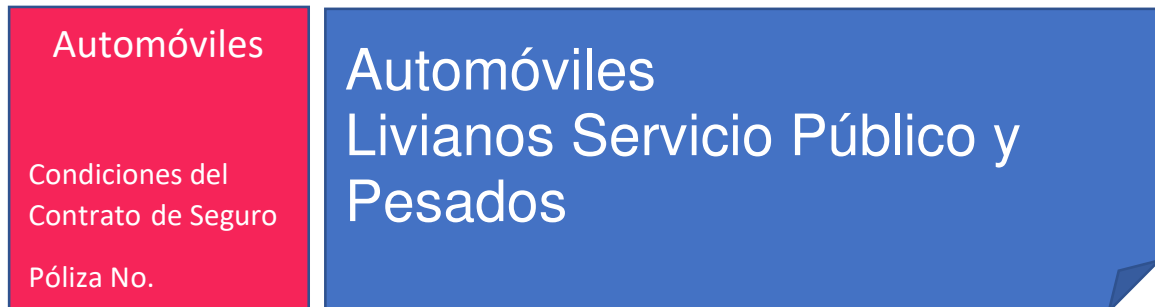 Automóviles
Condiciones del
Contrato de Seguro
Póliza No.
Automóviles
Livianos Servicio Público y
Pesados